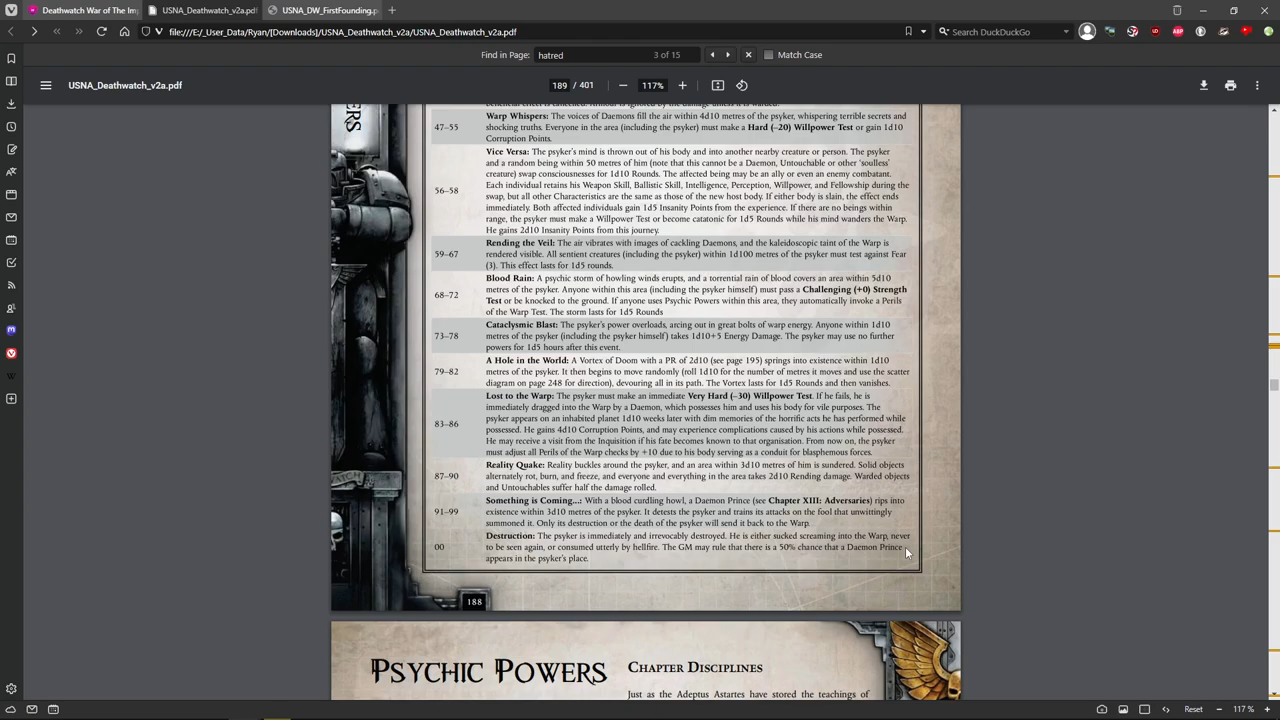 Deathwatch War of The Im
USNA_Deathwatch_v2a.pdf
USNA_DW_FirstFounding.p
file:///E:/_User_Data/Ryan/[Downloads]/USNA_Deathwatch_v2a/USNA_Deathwatch_v2a.pdf
Search DuckDuckGo
Find in Page:
hatred
3 of 15
Match Case
USNA_Deathwatch_v2a.pdf
189 / 401
117%
ERS
beneficial effect is cancelled. Armour is ignored by the damage unless it is warded.
47–55
Warp Whispers: The voices of Daemons fill the air within 4d10 metres of the psyker, whispering terrible secrets and
shocking truths. Everyone in the area (including the psyker) must make a Hard (–20) Willpower Test or gain 1d10
Corruption Points.
56–58
Vice Versa: The psyker's mind is thrown out of his body and into another nearby creature or person. The psyker
and a random being within 50 metres of him (note that this cannot be a Daemon, Untouchable or other 'soulless'
creature) swap consciousnesses for 1d10 Rounds. The affected being may be an ally or even an enemy combatant.
Each individual retains his Weapon Skill, Ballistic Skill, Intelligence, Perception, Willpower, and Fellowship during the
swap, but all other Characteristics are the same as those of the new host body. If either body is slain, the effect ends
immediately. Both affected individuals gain 1d5 Insanity Points from the experience. If there are no beings within
range, the psyker must make a Willpower Test or become catatonic for 1d5 Rounds while his mind wanders the Warp.
He gains 2d10 Insanity Points from this journey.
59–67
Rending the Veil: The air vibrates with images of cackling Daemons, and the kaleidoscopic taint of the Warp is
rendered visible. All sentient creatures (including the psyker) within 1d100 metres of the psyker must test against Fear
(3). This effect lasts for 1d5 rounds.
68–72
Blood Rain: A psychic storm of howling winds erupts, and a torrential rain of blood covers an area within 5d10
metres of the psyker. Anyone within this area (including the psyker himself) must pass a Challenging (+0) Strength
Test or be knocked to the ground. If anyone uses Psychic Powers within this area, they automatically invoke a Perils
of the Warp Test. The storm lasts for 1d5 Rounds
73–78
Cataclysmic Blast: The psyker's power overloads, arcing out in great bolts of warp energy. Anyone within 1d10
metres of the psyker (including the psyker himself) takes 1d10+5 Energy Damage. The psyker may use no further
powers for 1d5 hours after this event.
79–82
A Hole in the World: A Vortex of Doom with a PR of 2d10 (see page 195) springs into existence within 1d10
metres of the psyker. It then begins to move randomly (roll 1d10 for the number of metres it moves and use the scatter
diagram on page 248 for direction), devouring all in its path. The Vortex lasts for 1d5 Rounds and then vanishes.
83–86
Lost to the Warp: The psyker must make an immediate Very Hard (–30) Willpower Test. If he fails, he is
immediately dragged into the Warp by a Daemon, which possesses him and uses his body for vile purposes. The
psyker appears on an inhabited planet 1d10 weeks later with dim memories of the horrific acts he has performed while
possessed. He gains 4d10 Corruption Points, and may experience complications caused by his actions while possessed.
He may receive a visit from the Inquisition if his fate becomes known to that organisation. From now on, the psyker
must adjust all Perils of the Warp checks by +10 due to his body serving as a conduit for blasphemous forces.
87–90
Reality Quake: Reality buckles around the psyker, and an area within 3d10 metres of him is sundered. Solid objects
alternately rot, burn, and freeze, and everyone and everything in the area takes 2d10 Rending damage. Warded objects
and Untouchables suffer half the damage rolled.
91–99
Something is Coming...: With a blood curdling howl, a Daemon Prince (see Chapter XIII: Adversaries) rips into
existence within 3d10 metres of the psyker. It detects the psyker and trains its attacks on the fool that unwittingly
summoned it. Only its destruction or the death of the psyker will send it back to the Warp.
00
Destruction: The psyker is immediately and irrevocably destroyed. He is either sucked screaming into the Warp, never
to be seen again, or consumed utterly by hellfire. The GM may rule that there is a 50% chance that a Daemon Prince
appears in the psyker's place.
188
Psychic Powers
Chapter Disciplines
Just as the Adeptus Astartes have stored the teachings of
Reset
117 %